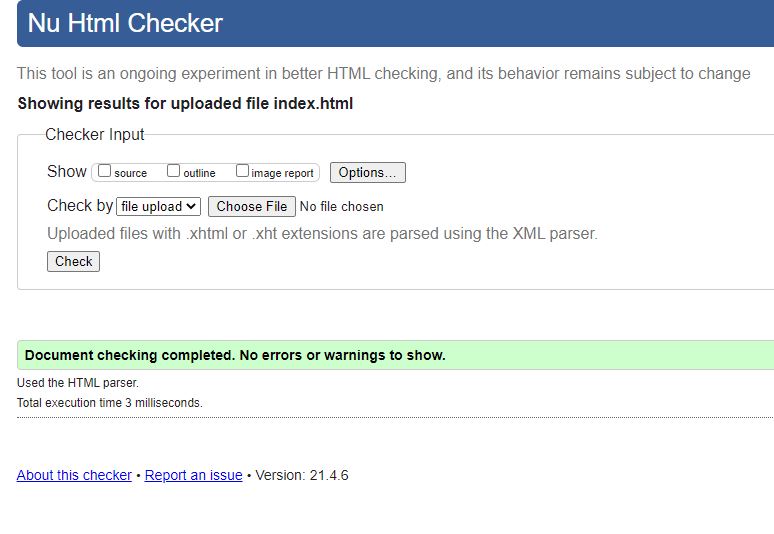 Nu Html Checker
This tool is an ongoing experiment in better HTML checking, and its behavior remains subject to change
Showing results for uploaded file index.html
Checker Input
Show source outline image report Options...
Check by file upload Choose File No file chosen
Uploaded files with .xhtml or .xht extensions are parsed using the XML parser.
Check
Document checking completed. No errors or warnings to show.
Used the HTML parser.
Total execution time 3 milliseconds.
About this checker • Report an issue • Version: 21.4.6